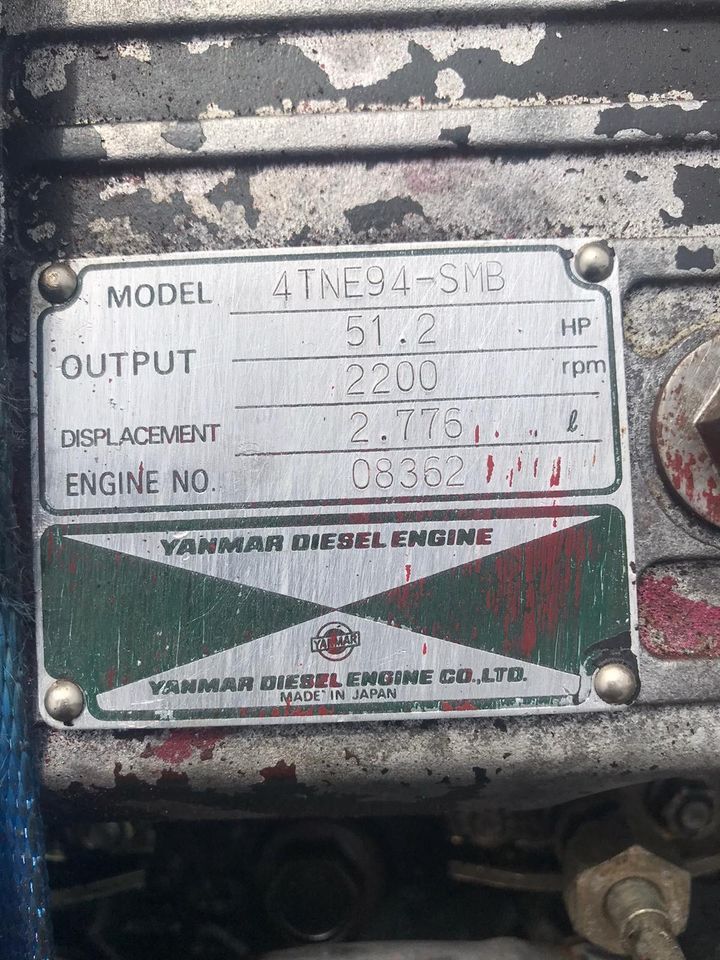 MODEL 4TNE94-SMB
OUTPUT 51.2 HP
2200 rpm
DISPLACEMENT 2.776 ℓ
ENGINE NO. 08362
YANMAR DIESEL ENGINE
YANMAR
YANMAR DIESEL ENGINE CO.,LTD.
MADE IN JAPAN